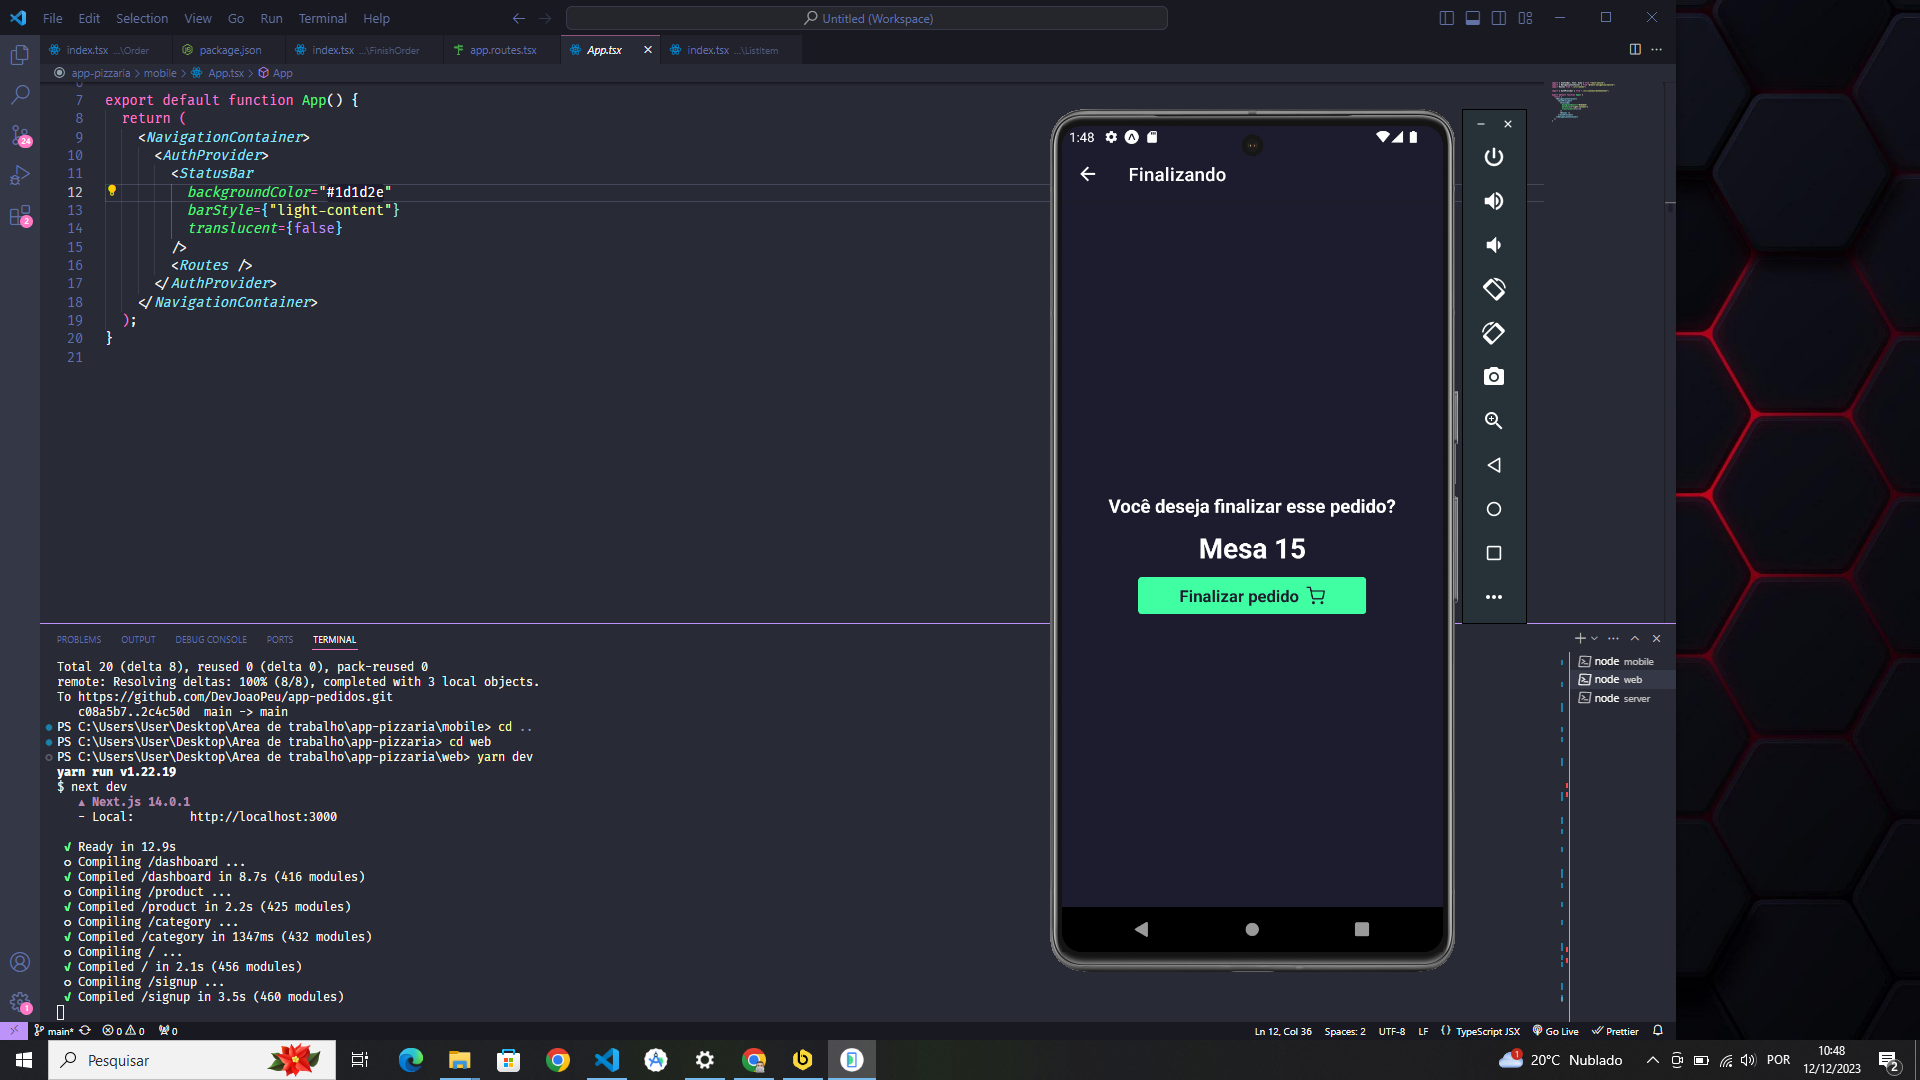 File Edit Selection View Go Run Terminal Help
Untitled (Workspace)
index.tsx ...\Order
package.json
index.tsx ...\FinishOrder
app.routes.tsx
App.tsx
index.tsx ...\ListItem
app-pizzaria > mobile > App.tsx > App
6
7 export default function App() {
8 return (
9 <NavigationContainer>
10 <AuthProvider>
11 <StatusBar
12 backgroundColor="#1d1d2e"
13 barStyle={"light-content"}
14 translucent={false}
15 />
16 <Routes />
17 </AuthProvider>
18 </NavigationContainer>
19 );
20 }
21
24
2
1
1:48
Finalizando
Você deseja finalizar esse pedido?
Mesa 15
Finalizar pedido
PROBLEMS OUTPUT DEBUG CONSOLE PORTS TERMINAL
Total 20 (delta 8), reused 0 (delta 0), pack-reused 0
remote: Resolving deltas: 100% (8/8), completed with 3 local objects.
To https://github.com/DevJoaoPeu/app-pedidos.git
c08a5b7..2c4c50d main -> main
PS C:\Users\User\Desktop\Area de trabalho\app-pizzaria\mobile> cd ..
PS C:\Users\User\Desktop\Area de trabalho\app-pizzaria> cd web
PS C:\Users\User\Desktop\Area de trabalho\app-pizzaria\web> yarn dev
yarn run v1.22.19
$ next dev
▲ Next.js 14.0.1
- Local: http://localhost:3000
√ Ready in 12.9s
o Compiling /dashboard ...
√ Compiled /dashboard in 8.7s (416 modules)
o Compiling /product ...
√ Compiled /product in 2.2s (425 modules)
o Compiling /category ...
√ Compiled /category in 1347ms (432 modules)
o Compiling / ...
√ Compiled / in 2.1s (456 modules)
o Compiling /signup ...
√ Compiled /signup in 3.5s (460 modules)
node mobile
node web
node server
main* 0 0 0
Ln 12, Col 36 Spaces: 2 UTF-8 LF {} TypeScript JSX Go Live Prettier
Pesquisar
1
20°C Nublado
POR
10:48
12/12/2023
2